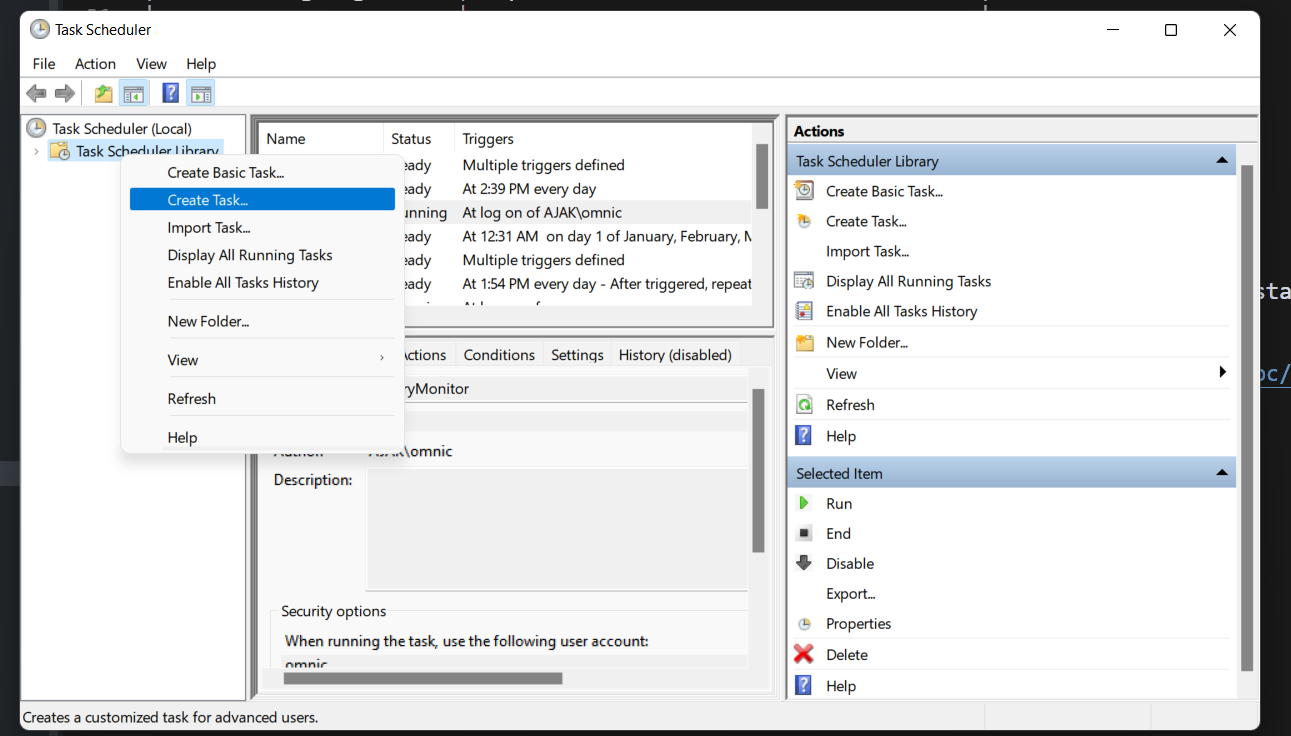 Task Scheduler
File Action View Help
Task Scheduler (Local)
Task Scheduler Library
Create Basic Task...
Create Task...
Import Task...
Display All Running Tasks
Enable All Tasks History
New Folder...
View
Refresh
Help
Name Status Triggers
eady Multiple triggers defined
eady At 2:39 PM every day
unning At log on of AJAK\omnic
eady At 12:31 AM on day 1 of January, February, M
eady Multiple triggers defined
eady At 1:54 PM every day - After triggered, repeat
ctions Conditions Settings History (disabled)
ryMonitor
Author: AJAK\omnic
Description:
Security options
When running the task, use the following user account:
omnic
Actions
Task Scheduler Library
Create Basic Task...
Create Task...
Import Task...
Display All Running Tasks
Enable All Tasks History
New Folder...
View
Refresh
Help
Selected Item
Run
End
Disable
Export...
Properties
Delete
Help
Creates a customized task for advanced users.
sta
oc/